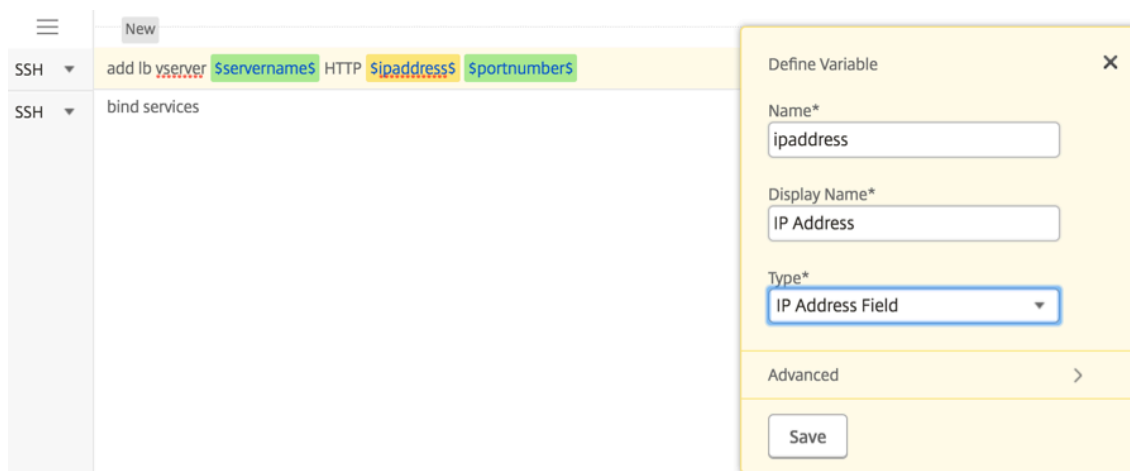 New
SSH add lb vserver $servername$ HTTP $ipaddress$ $portnumber$
SSH bind services
Define Variable
Name*
ipaddress
Display Name*
IP Address
Type*
IP Address Field
Advanced
Save